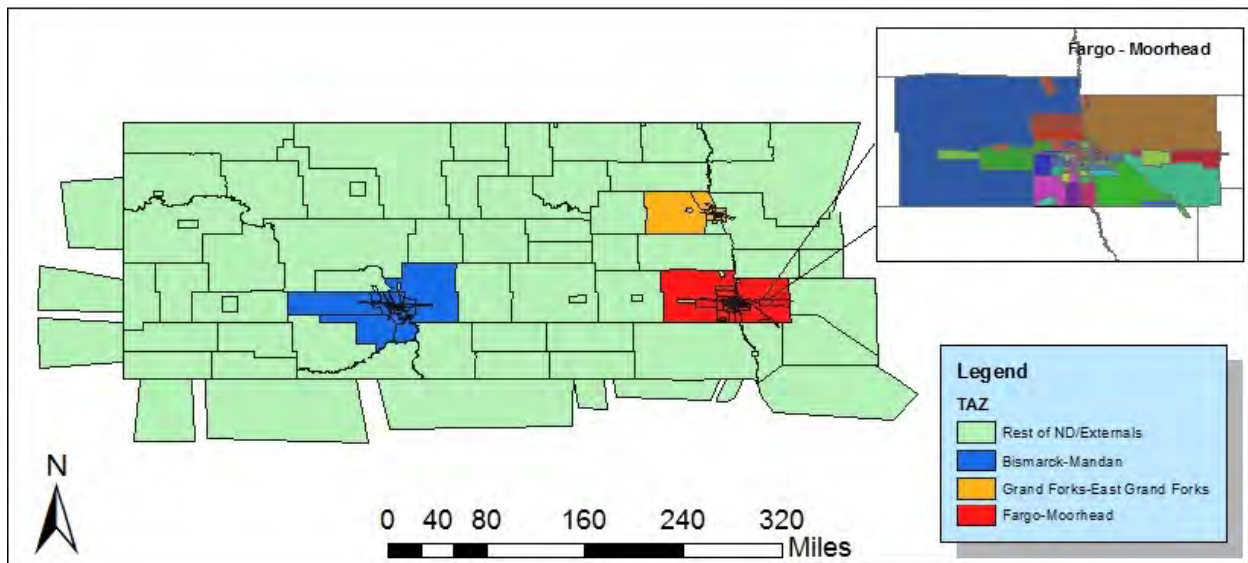 Fargo - Moorhead
Legend
TAZ
Rest of ND/Externals
Bismarck-Mandan
Grand Forks-East Grand Forks
Fargo-Moorhead
N
0 40 80 160 240 320
Miles